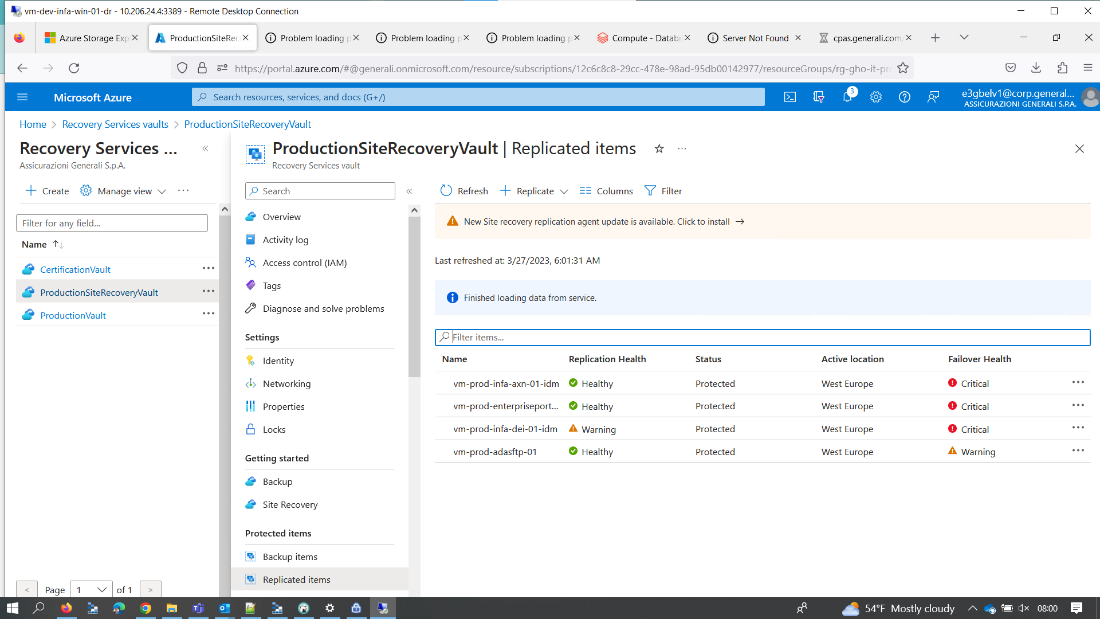 vm-dev-infa-win-01-dr - 10.206.24.4:3389 - Remote Desktop Connection
Azure Storage Exp
ProductionSiteRec
Problem loading p
Problem loading p
Problem loading p
Compute - Datab
Server Not Found
cpas.generali.com
https://portal.azure.com/#@generali.onmicrosoft.com/resource/subscriptions/12c6c8c8-29cc-478e-98ad-95db00142977/resourceGroups/rg-gho-it-pr
Microsoft Azure
Search resources, services, and docs (G+/)
3
e3gbelv1@corp.general...
ASSICURAZIONI GENERALI S.R.A.
Home > Recovery Services vaults > ProductionSiteRecoveryVault
Recovery Services ...
Assicurazioni Generali S.p.A.
Create
Manage view
Filter for any field...
Name
CertificationVault
ProductionSiteRecoveryVault
ProductionVault
Page 1 of 1
ProductionSiteRecoveryVault | Replicated items
Recovery Services vault
Search
Overview
Activity log
Access control (IAM)
Tags
Diagnose and solve problems
Settings
Identity
Networking
Properties
Locks
Getting started
Backup
Site Recovery
Protected items
Backup items
Replicated items
Refresh
Replicate
Columns
Filter
New Site recovery replication agent update is available. Click to install →
Last refreshed at: 3/27/2023, 6:01:31 AM
Finished loading data from service.
Filter items...
Name Replication Health Status Active location Failover Health
vm-prod-infa-axn-01-idm Healthy Protected West Europe Critical
vm-prod-enterpriseport... Healthy Protected West Europe Critical
vm-prod-infa-dei-01-idm Warning Protected West Europe Critical
vm-prod-adasftp-01 Healthy Protected West Europe Warning
54°F Mostly cloudy
08:00